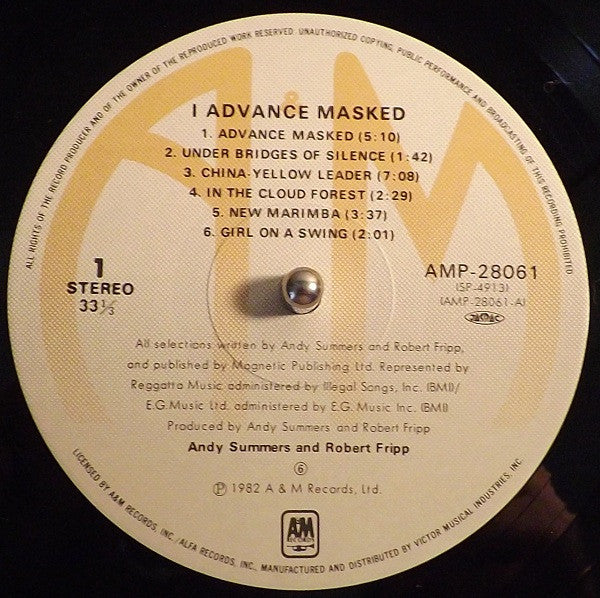 ALL RIGHTS OF THE RECORD PRODUCER AND OF THE OWNER OF THE REPRODUCED WORK RESERVED. UNAUTHORIZED COPYING, PUBLIC PERFORMANCE AND BROADCASTING OF THIS RECORDING PROHIBITED
I ADVANCE MASKED
1. ADVANCE MASKED (5:10)
2. UNDER BRIDGES OF SILENCE (1:42)
3. CHINA-YELLOW LEADER (7:08)
4. IN THE CLOUD FOREST (2:29)
5. NEW MARIMBA (3:37)
6. GIRL ON A SWING (2:01)
1
STEREO
33 1/3
AMP-28061
(SP-4913)
(AMP-28061-A)
JASRAC
All selections written by Andy Summers and Robert Fripp,
and published by Magnetic Publishing Ltd. Represented by
Reggatta Music administered by Illegal Songs, Inc. (BMI)/
E.G.Music Ltd. administered by E.G. Music Inc. (BMI)
Produced by Andy Summers and Robert Fripp
Andy Summers and Robert Fripp
⑥
Ⓟ 1982 A & M Records, Ltd.
A&M
RECORDS
LICENSED BY A&M RECORDS, INC./ALFA RECORDS, INC., MANUFACTURED AND DISTRIBUTED BY VICTOR MUSICAL INDUSTRIES, INC.